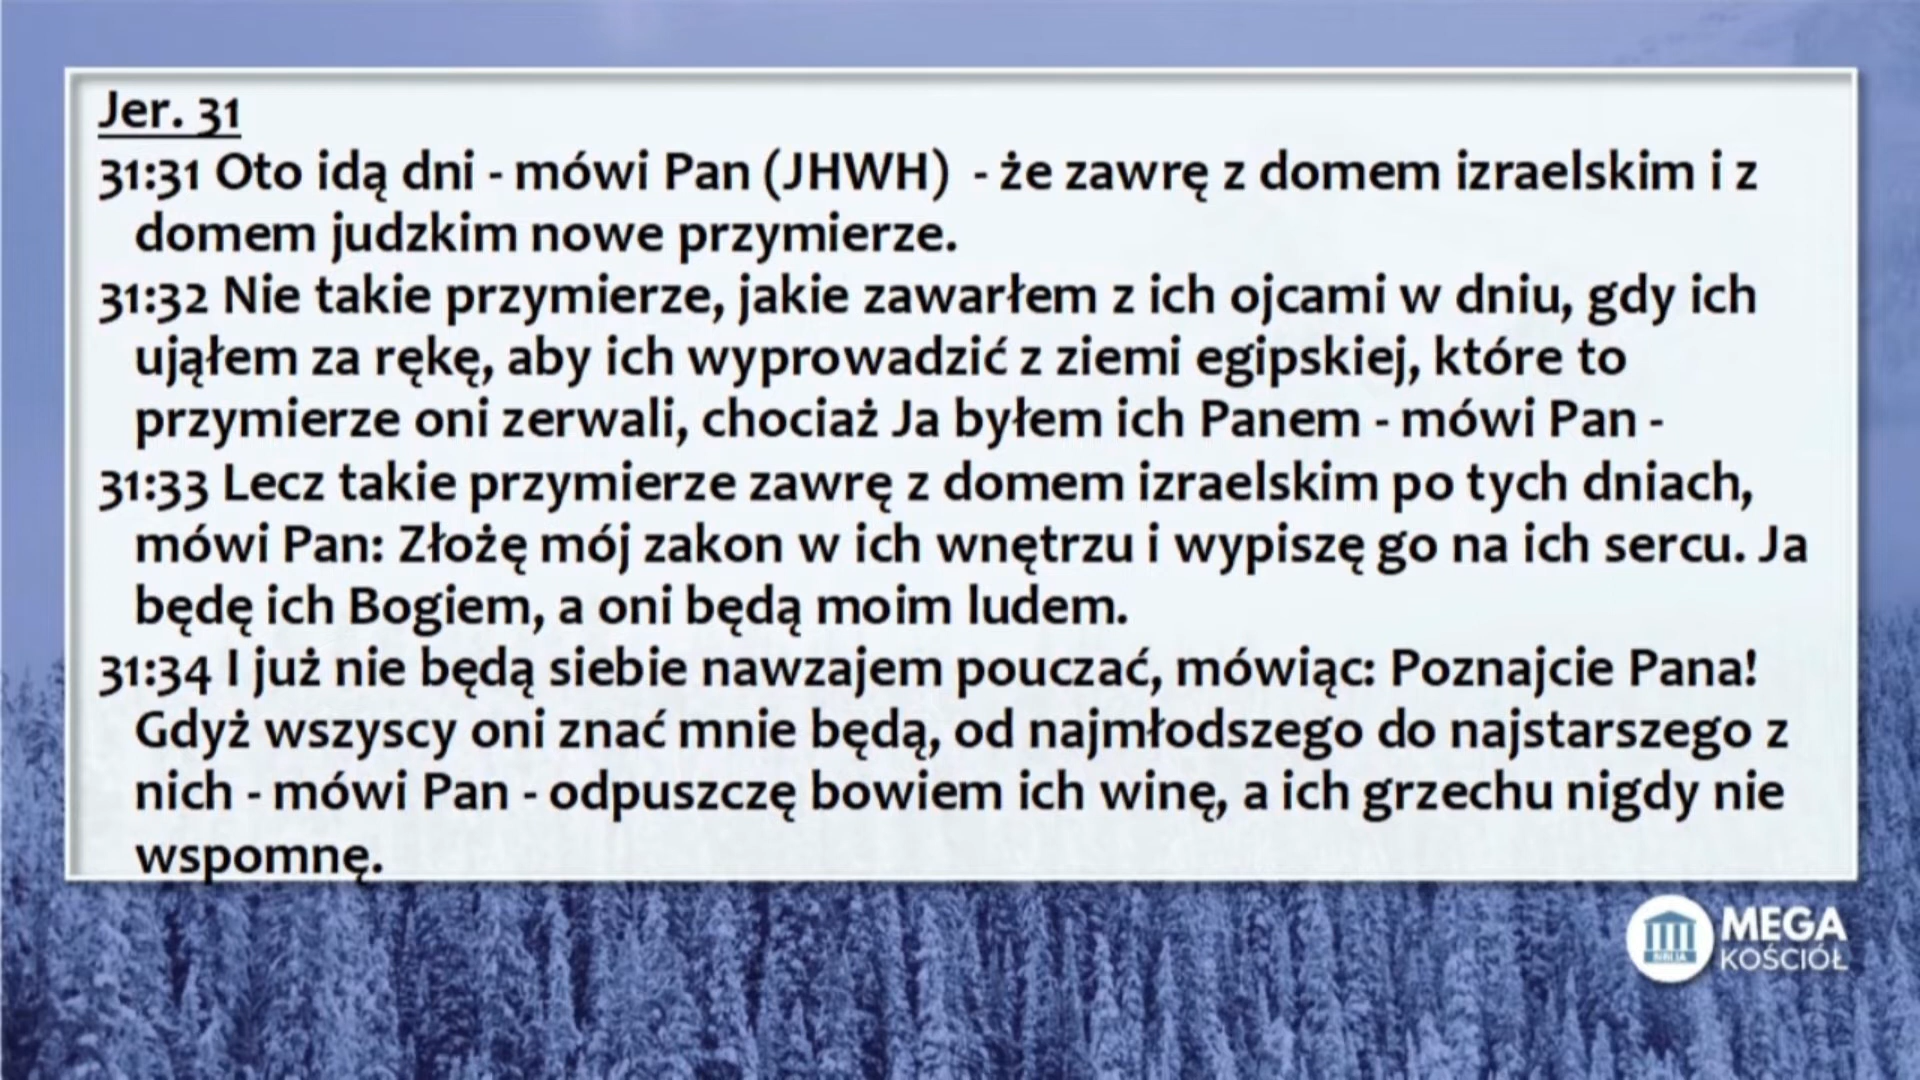 Jer. 31
31:31 Oto idą dni - mówi Pan (JHWH)  - że zawrę z domem izraelskim i z
domem judzkim nowe przymierze.
31:32 Nie takie przymierze, jakie zawarłem z ich ojcami w dniu, gdy ich
ująłem za rękę, aby ich wyprowadzić z ziemi egipskiej, które to
przymierze oni zerwali, chociaż Ja byłem ich Panem - mówi Pan -
31:33 Lecz takie przymierze zawrę z domem izraelskim po tych dniach,
mówi Pan: Złożę mój zakon w ich wnętrzu i wypiszę go na ich sercu. Ja
będę ich Bogiem, a oni będą moim ludem.
31:34 I już nie będą siebie nawzajem pouczać, mówiąc: Poznajcie Pana!
Gdyż wszyscy oni znać mnie będą, od najmłodszego do najstarszego z
nich - mówi Pan - odpuszczę bowiem ich winę, a ich grzechu nigdy nie
wspomnę.
BIBLIA
MEGA
KOŚCIÓŁ